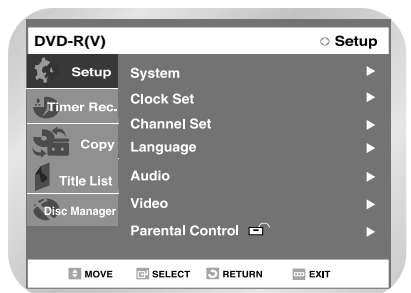 DVD-R(V)
Setup
Setup
Timer Rec.
Copy
Title List
Disc Manager
System
Clock Set
Channel Set
Language
Audio
Video
Parental Control
MOVE SELECT RETURN EXIT